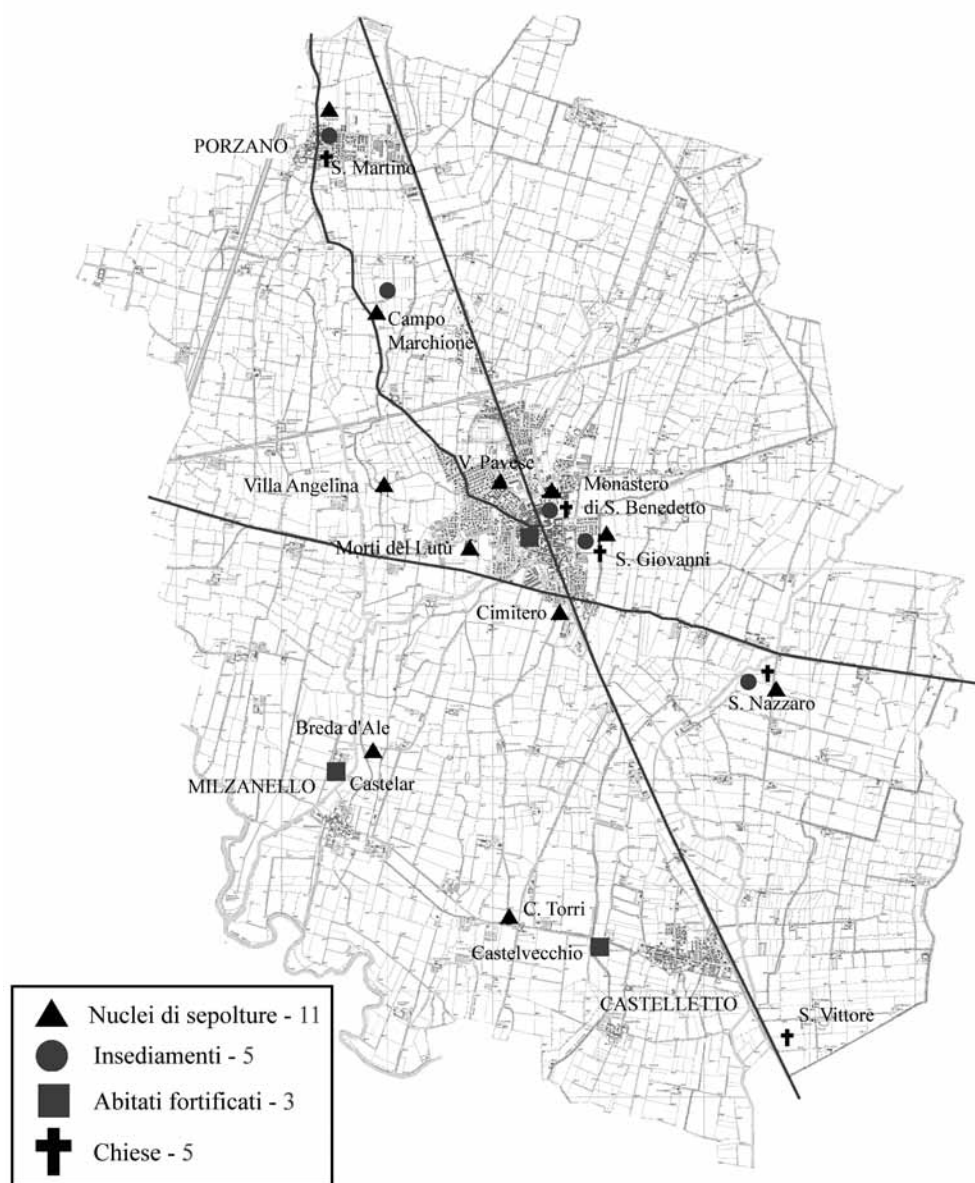 PORZANO
S. Martino
Campo
Marchione
V. Pavese
Villa Angelina
Monastero
di S. Benedetto
Morti del Lutù
S. Giovanni
Cimitero
S. Nazzaro
Breda d'Ale
MILZANELLO
Castelar
C. Torri
Castelvecchio
CASTELLETTO
S. Vittore
Nuclei di sepolture - 11
Insediamenti - 5
Abitati fortificati - 3
Chiese - 5